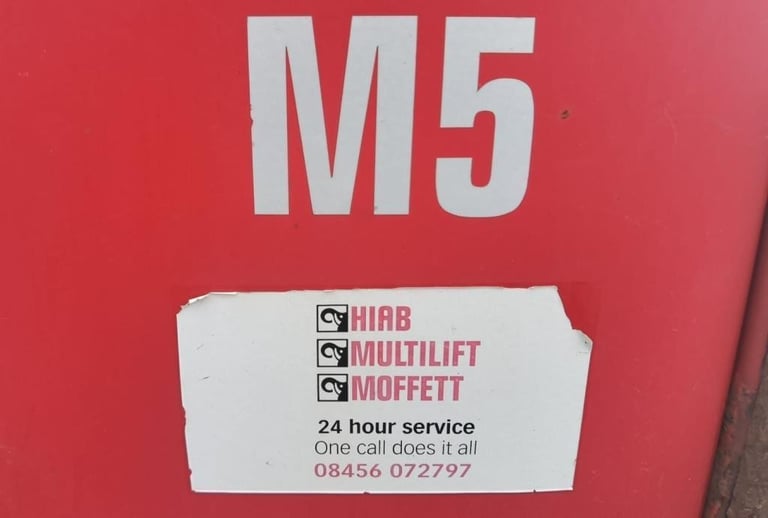 M5
HIAB
MULTILIFT
MOFFETT
24 hour service
One call does it all
08456 072797